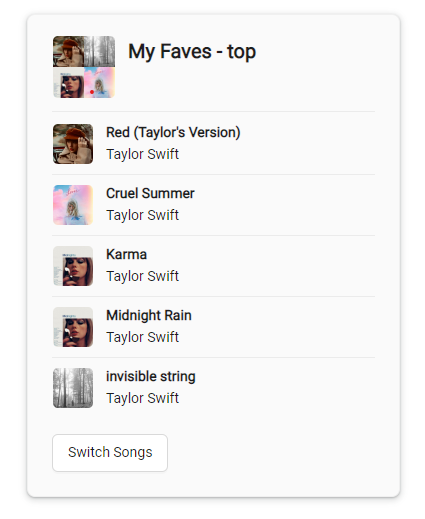 My Faves - top
Red (Taylor's Version)
Taylor Swift
Cruel Summer
Taylor Swift
Karma
Taylor Swift
Midnight Rain
Taylor Swift
invisible string
Taylor Swift
Switch Songs